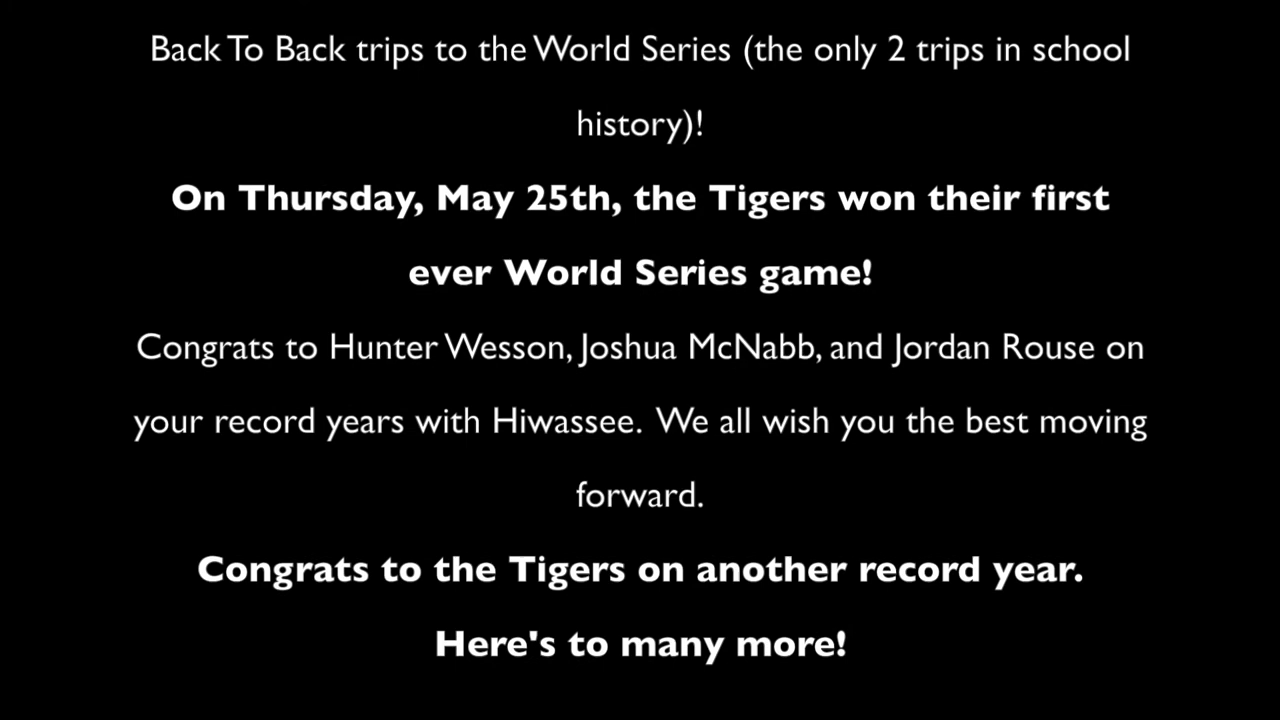 Back To Back trips to the World Series (the only 2 trips in school
history)!
On Thursday, May 25th, the Tigers won their first
ever World Series game!
Congrats to Hunter Wesson, Joshua McNabb, and Jordan Rouse on
your record years with Hiwassee.  We all wish you the best moving
forward.
Congrats to the Tigers on another record year.
Here's to many more!